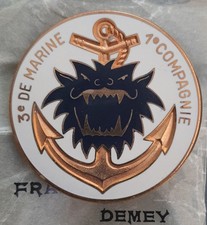 3e DE MARINE
1e COMPAGNIE
FRA
DEMEY